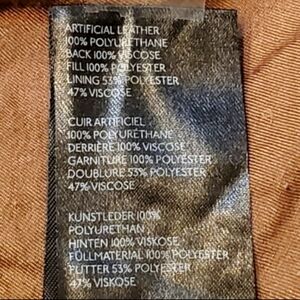 ARTIFICIAL LEATHER
100% POLYURETHANE
BACK 100% VISCOSE
FILL 100% POLYESTER
LINING 53% POLYESTER
47% VISCOSE
CUIR ARTIFICIEL
100% POLYURÉTHANE
DERRIÈRE 100% VISCOSE
GARNITURE 100% POLYESTER
DOUBLURE 53% POLYESTER
47% VISCOSE
KUNSTLEDER 100%
POLYURETHAN
HINTEN 100% VISKOSE
FÜLLMATERIAL 100% POLYESTER
FUTTER 53% POLYESTER
47% VISKOSE